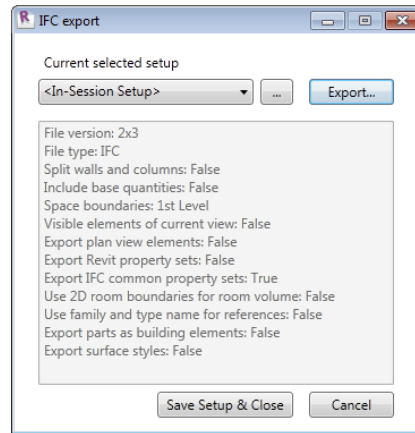 IFC export
Current selected setup
<In-Session Setup>
...
Export...
File version: 2x3
File type: IFC
Split walls and columns: False
Include base quantities: False
Space boundaries: 1st Level
Visible elements of current view: False
Export plan view elements: False
Export Revit property sets: False
Export IFC common property sets: True
Use 2D room boundaries for room volume: False
Use family and type name for references: False
Export parts as building elements: False
Export surface styles: False
Save Setup & Close
Cancel